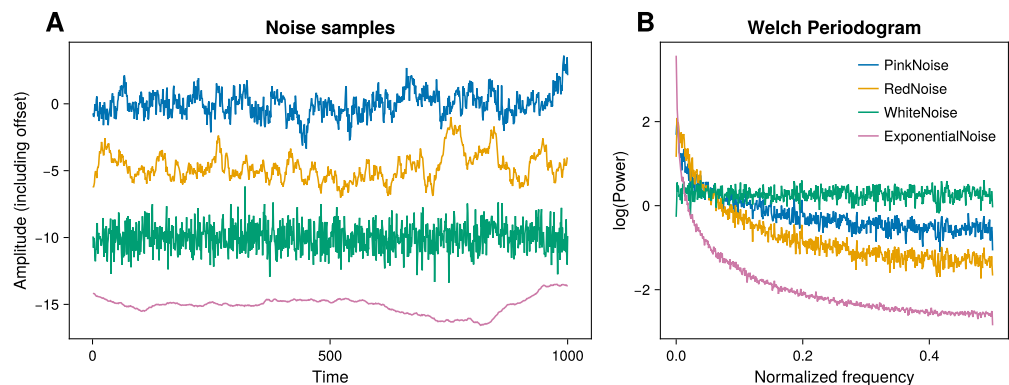 A
Noise samples
Amplitude (including offset)
0
−5
−10
−15
0
500
1000
Time
B
Welch Periodogram
log(Power)
2
0
−2
0.0
0.2
0.4
Normalized frequency
PinkNoise
RedNoise
WhiteNoise
ExponentialNoise